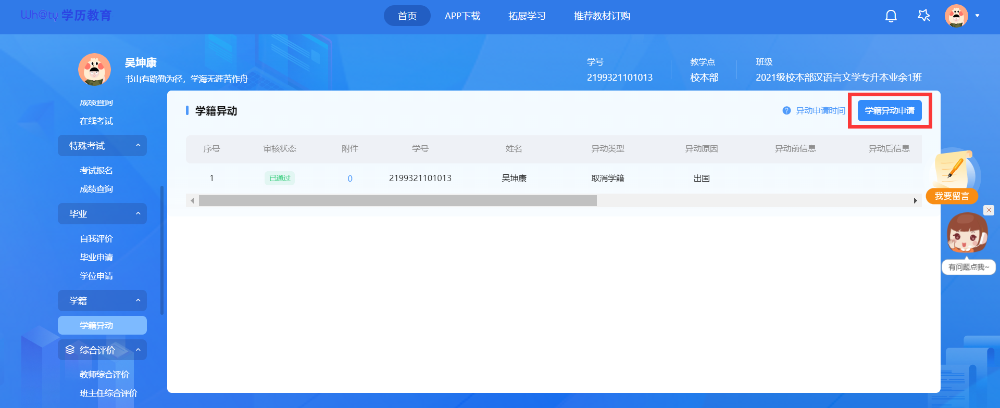 Wh@ty 学历教育
首页
APP下载
拓展学习
推荐教材订购
吴坤康
书山有路勤为径，学海无涯苦作舟
学号
2199321101013
教学点
校本部
班级
2021级校本部汉语言文学专升本业余1班
成绩查询
在线考试
特殊考试
考试报名
成绩查询
毕业
自我评价
毕业申请
学位申请
学籍
学籍异动
综合评价
教师综合评价
班主任综合评价
学籍异动
? 异动申请时间
学籍异动申请
序号 审核状态 附件 学号 姓名 异动类型 异动原因 异动前信息 异动后信息
1 已通过 0 2199321101013 吴坤康 取消学籍 出国
我要留言
有问题点我~